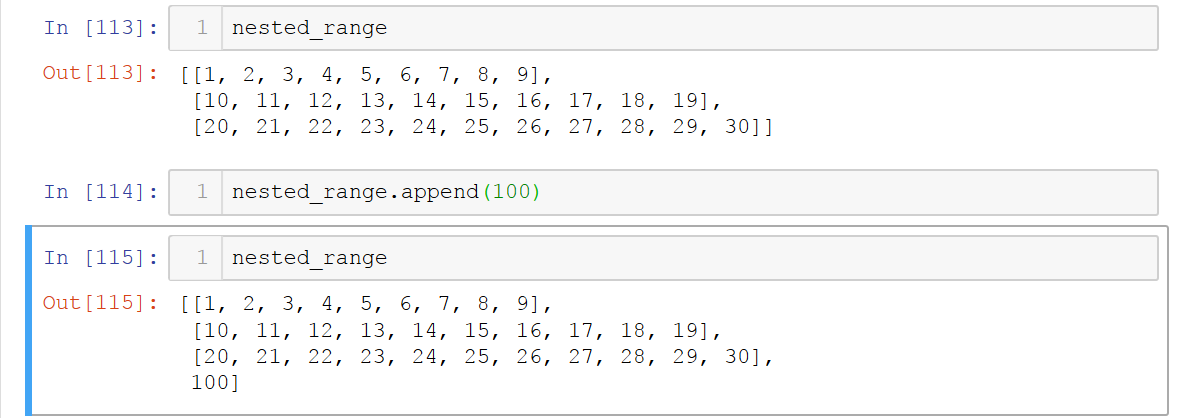 In [113]: 1 nested_range
Out[113]: [[1, 2, 3, 4, 5, 6, 7, 8, 9],
[10, 11, 12, 13, 14, 15, 16, 17, 18, 19],
[20, 21, 22, 23, 24, 25, 26, 27, 28, 29, 30]]
In [114]: 1 nested_range.append(100)
In [115]: 1 nested_range
Out[115]: [[1, 2, 3, 4, 5, 6, 7, 8, 9],
[10, 11, 12, 13, 14, 15, 16, 17, 18, 19],
[20, 21, 22, 23, 24, 25, 26, 27, 28, 29, 30],
100]